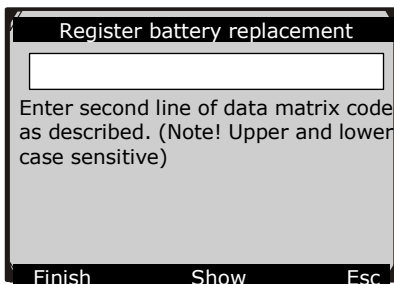 Register battery replacement
Enter second line of data matrix code
as described. (Note! Upper and lower
case sensitive)
Finish Show Esc